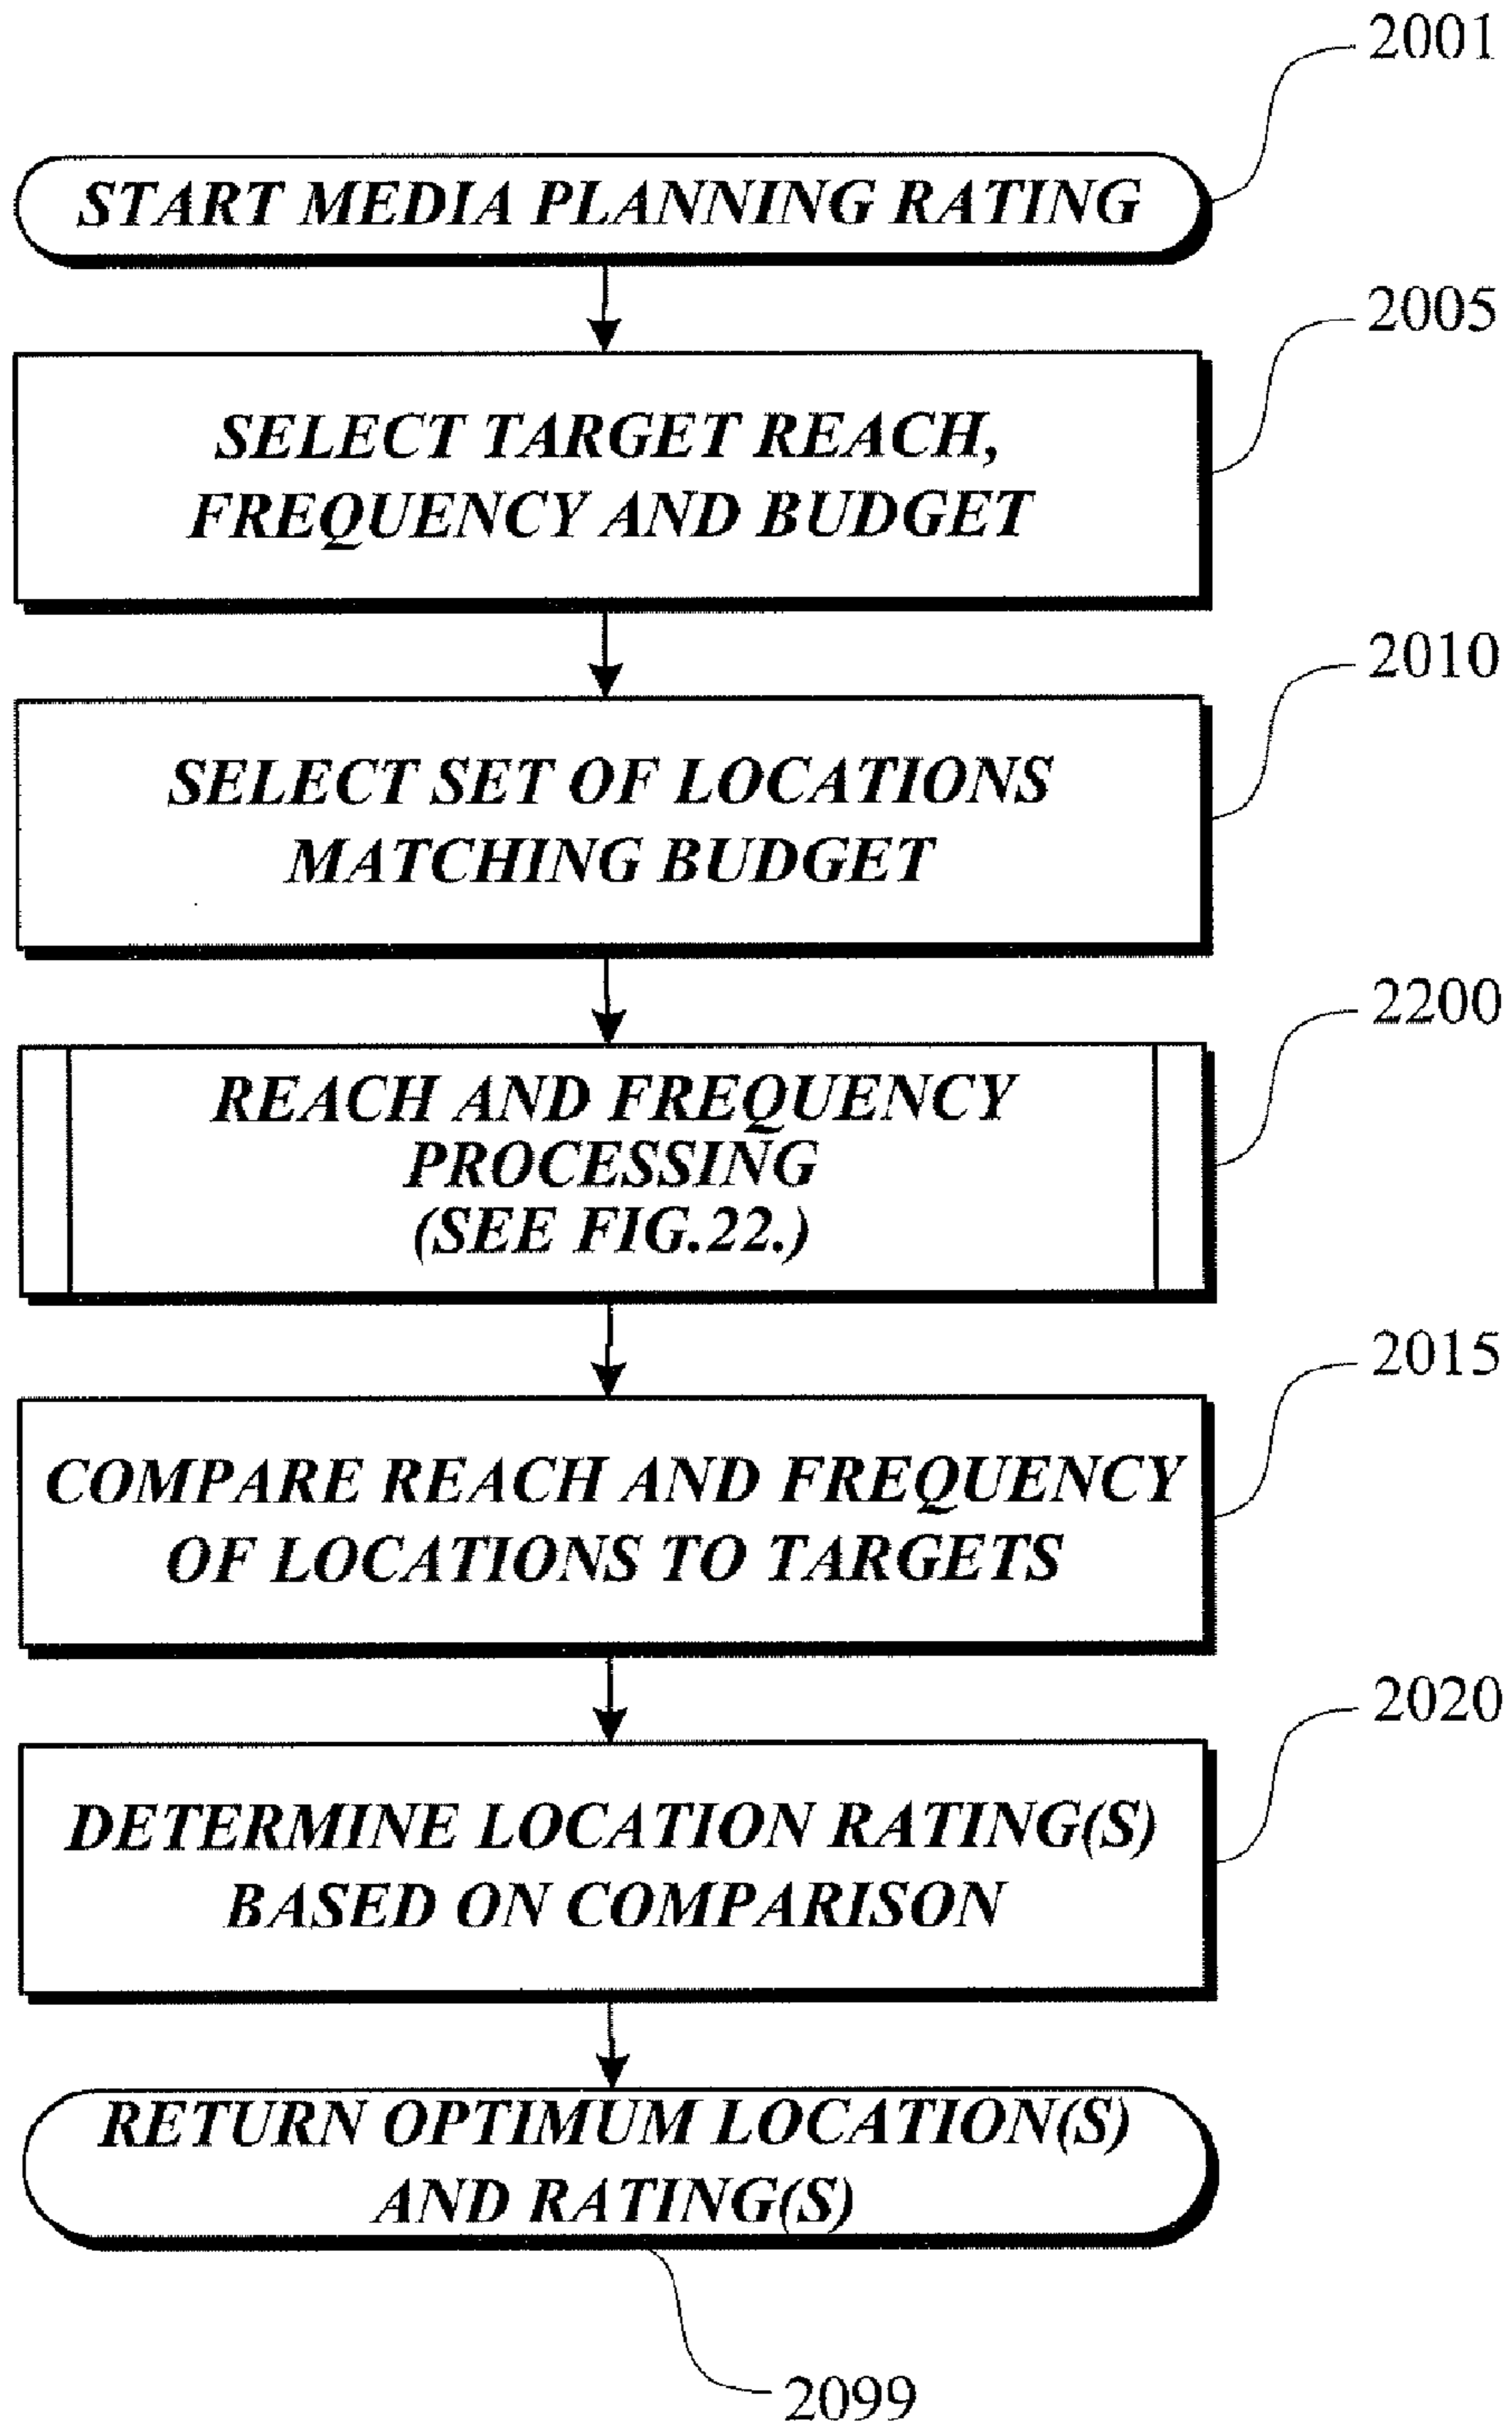 2001
START MEDIA PLANNING RATING
2005
SELECT TARGET REACH,
FREQUENCY AND BUDGET
2010
SELECT SET OF LOCATIONS
MATCHING BUDGET
2200
REACH AND FREQUENCY
PROCESSING
(SEE FIG.22.)
2015
COMPARE REACH AND FREQUENCY
OF LOCATIONS TO TARGETS
2020
DETERMINE LOCATION RATING(S)
BASED ON COMPARISON
RETURN OPTIMUM LOCATION(S)
AND RATING(S)
2099